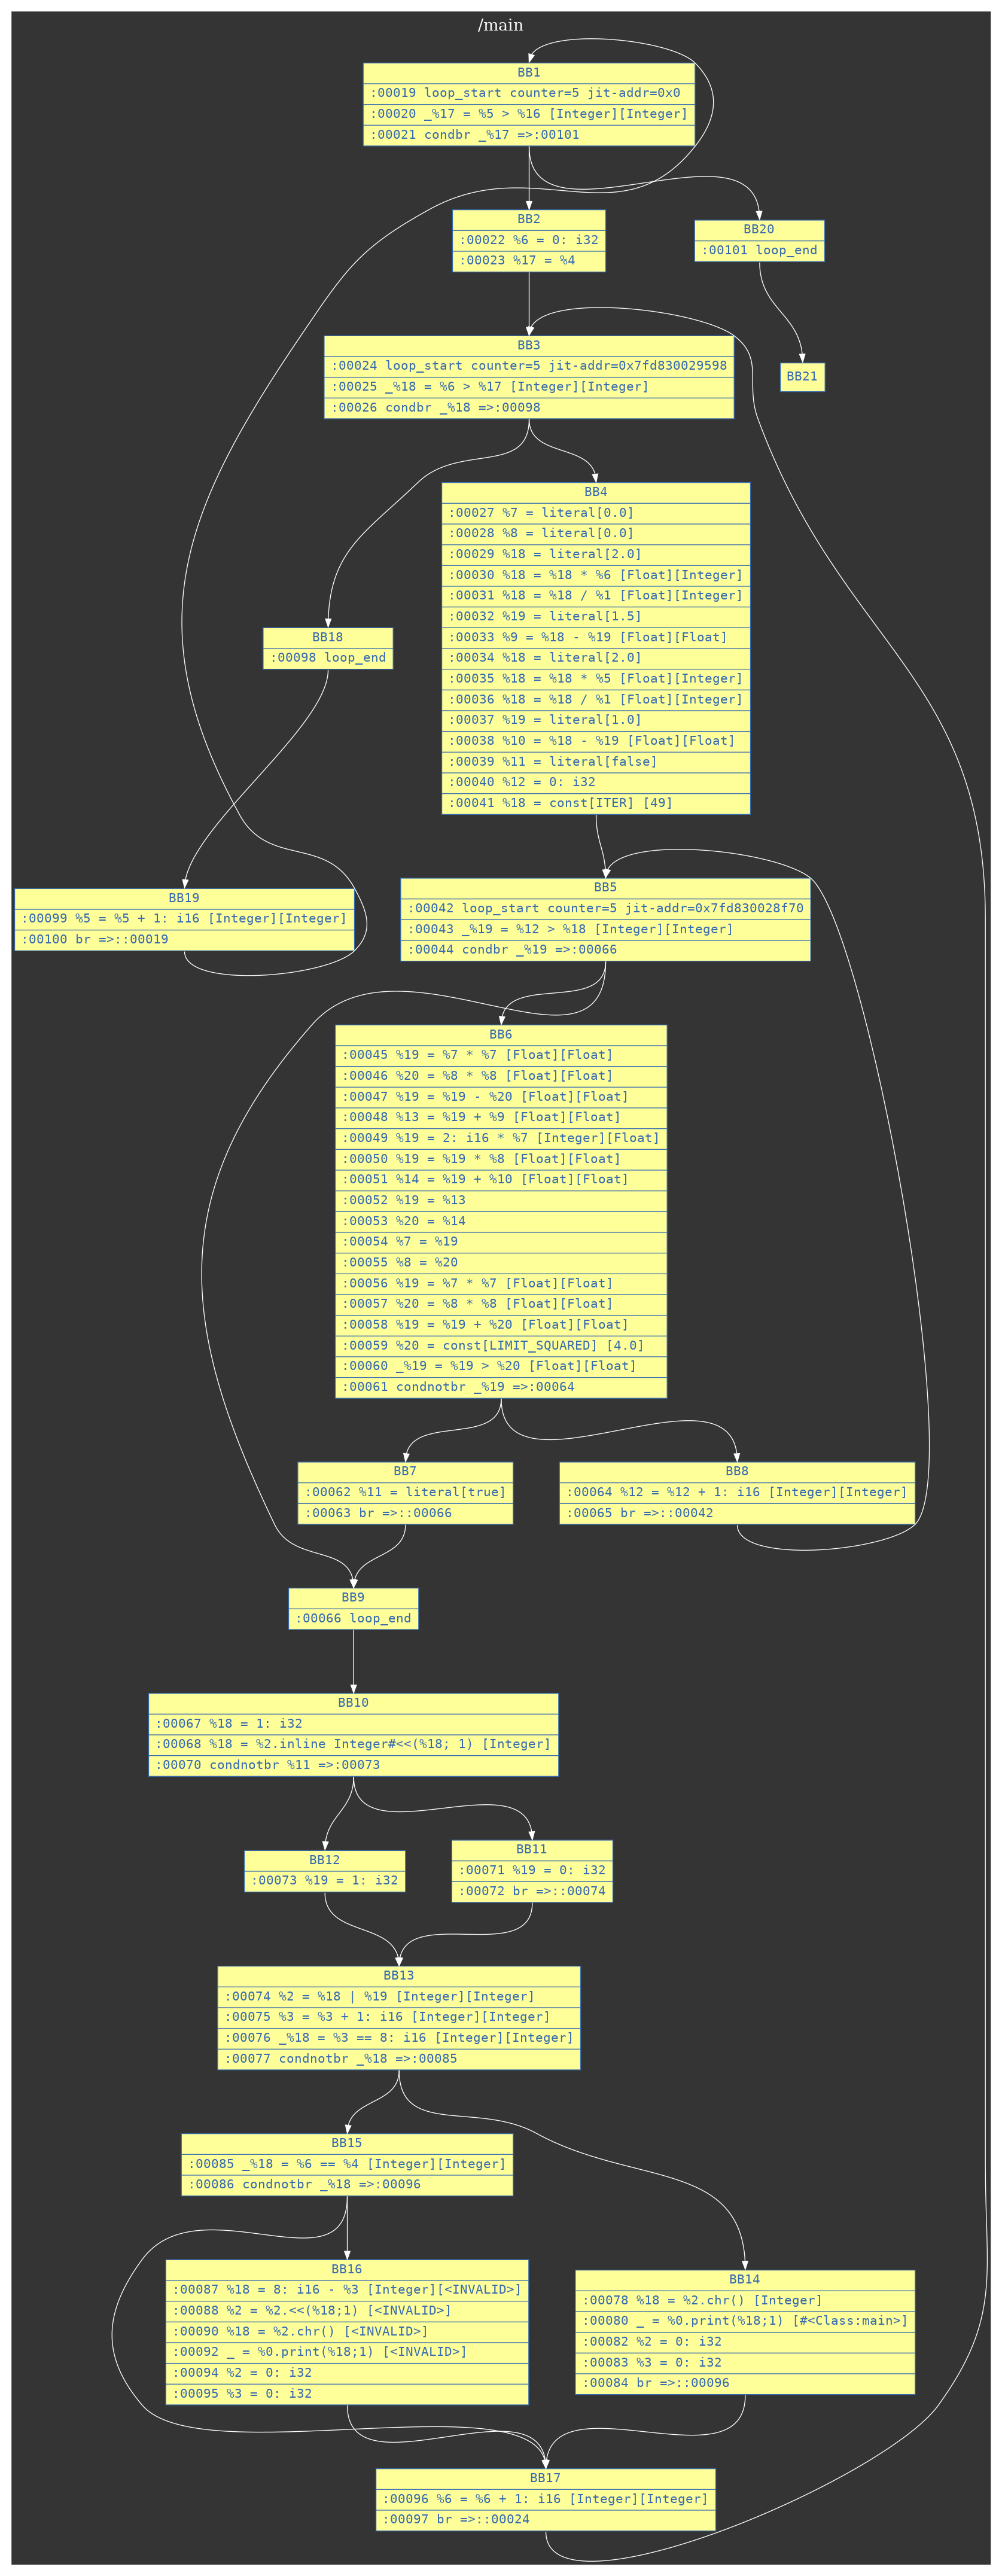 /main
BB1
:00019 loop_start counter=5 jit-addr=0x0
:00020 _%17 = %5 > %16 [Integer][Integer]
:00021 condbr _%17 =>:00101
BB2
:00022 %6 = 0: i32
:00023 %17 = %4
BB20
:00101 loop_end
BB3
:00024 loop_start counter=5 jit-addr=0x7fd830029598
:00025 _%18 = %6 > %17 [Integer][Integer]
:00026 condbr _%18 =>:00098
BB21
BB4
:00027 %7 = literal[0.0]
:00028 %8 = literal[0.0]
:00029 %18 = literal[2.0]
:00030 %18 = %18 * %6 [Float][Integer]
:00031 %18 = %18 / %1 [Float][Integer]
:00032 %19 = literal[1.5]
:00033 %9 = %18 - %19 [Float][Float]
:00034 %18 = literal[2.0]
:00035 %18 = %18 * %5 [Float][Integer]
:00036 %18 = %18 / %1 [Float][Integer]
:00037 %19 = literal[1.0]
:00038 %10 = %18 - %19 [Float][Float]
:00039 %11 = literal[false]
:00040 %12 = 0: i32
:00041 %18 = const[ITER] [49]
BB18
:00098 loop_end
BB19
:00099 %5 = %5 + 1: i16 [Integer][Integer]
:00100 br =>::00019
BB5
:00042 loop_start counter=5 jit-addr=0x7fd830028f70
:00043 _%19 = %12 > %18 [Integer][Integer]
:00044 condbr _%19 =>:00066
BB6
:00045 %19 = %7 * %7 [Float][Float]
:00046 %20 = %8 * %8 [Float][Float]
:00047 %19 = %19 - %20 [Float][Float]
:00048 %13 = %19 + %9 [Float][Float]
:00049 %19 = 2: i16 * %7 [Integer][Float]
:00050 %19 = %19 * %8 [Float][Float]
:00051 %14 = %19 + %10 [Float][Float]
:00052 %19 = %13
:00053 %20 = %14
:00054 %7 = %19
:00055 %8 = %20
:00056 %19 = %7 * %7 [Float][Float]
:00057 %20 = %8 * %8 [Float][Float]
:00058 %19 = %19 + %20 [Float][Float]
:00059 %20 = const[LIMIT_SQUARED] [4.0]
:00060 _%19 = %19 > %20 [Float][Float]
:00061 condnotbr _%19 =>:00064
BB7
:00062 %11 = literal[true]
:00063 br =>::00066
BB8
:00064 %12 = %12 + 1: i16 [Integer][Integer]
:00065 br =>::00042
BB9
:00066 loop_end
BB10
:00067 %18 = 1: i32
:00068 %18 = %2.inline Integer#<<(%18; 1) [Integer]
:00070 condnotbr %11 =>:00073
BB12
:00073 %19 = 1: i32
BB11
:00071 %19 = 0: i32
:00072 br =>::00074
BB13
:00074 %2 = %18 | %19 [Integer][Integer]
:00075 %3 = %3 + 1: i16 [Integer][Integer]
:00076 _%18 = %3 == 8: i16 [Integer][Integer]
:00077 condnotbr _%18 =>:00085
BB15
:00085 _%18 = %6 == %4 [Integer][Integer]
:00086 condnotbr _%18 =>:00096
BB16
:00087 %18 = 8: i16 - %3 [Integer][<INVALID>]
:00088 %2 = %2.<<(%18;1) [<INVALID>]
:00090 %18 = %2.chr() [<INVALID>]
:00092 _ = %0.print(%18;1) [<INVALID>]
:00094 %2 = 0: i32
:00095 %3 = 0: i32
BB14
:00078 %18 = %2.chr() [Integer]
:00080 _ = %0.print(%18;1) [#<Class:main>]
:00082 %2 = 0: i32
:00083 %3 = 0: i32
:00084 br =>::00096
BB17
:00096 %6 = %6 + 1: i16 [Integer][Integer]
:00097 br =>::00024